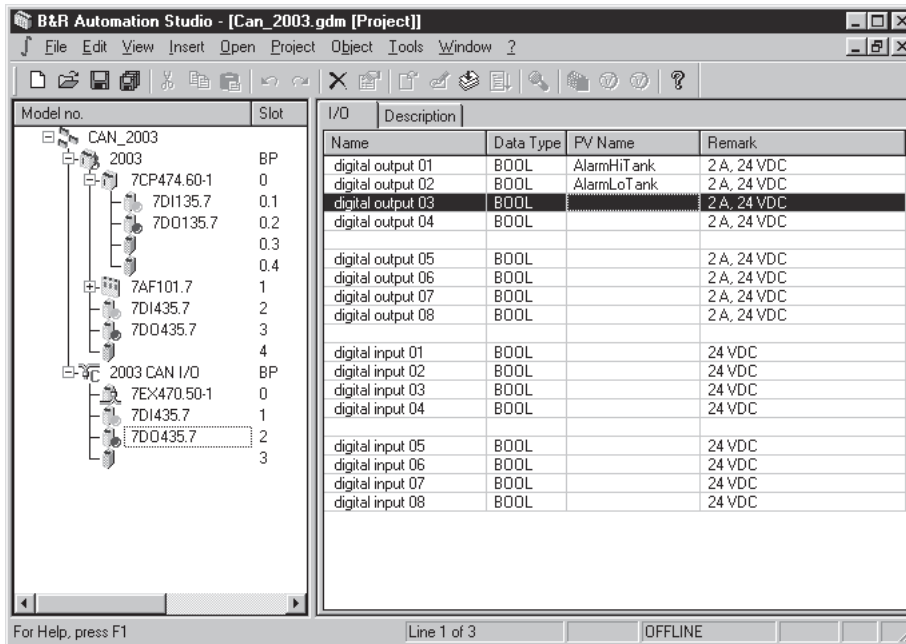 B&R Automation Studio - [Can_2003.gdm [Project]]
File Edit View Insert Open Project Object Tools Window ?
Model no. Slot
CAN_2003
2003 BP
7CP474.60-1 0
7DI135.7 0.1
7DO135.7 0.2
0.3
0.4
7AF101.7 1
7DI435.7 2
7DO435.7 3
4
2003 CAN I/O BP
7EX470.50-1 0
7DI435.7 1
7DO435.7 2
3
I/O Description
Name Data Type PV Name Remark
digital output 01 BOOL AlarmHiTank 2 A, 24 VDC
digital output 02 BOOL AlarmLoTank 2 A, 24 VDC
digital output 03 BOOL 2 A, 24 VDC
digital output 04 BOOL 2 A, 24 VDC
digital output 05 BOOL 2 A, 24 VDC
digital output 06 BOOL 2 A, 24 VDC
digital output 07 BOOL 2 A, 24 VDC
digital output 08 BOOL 2 A, 24 VDC
digital input 01 BOOL 24 VDC
digital input 02 BOOL 24 VDC
digital input 03 BOOL 24 VDC
digital input 04 BOOL 24 VDC
digital input 05 BOOL 24 VDC
digital input 06 BOOL 24 VDC
digital input 07 BOOL 24 VDC
digital input 08 BOOL 24 VDC
For Help, press F1 Line 1 of 3 OFFLINE